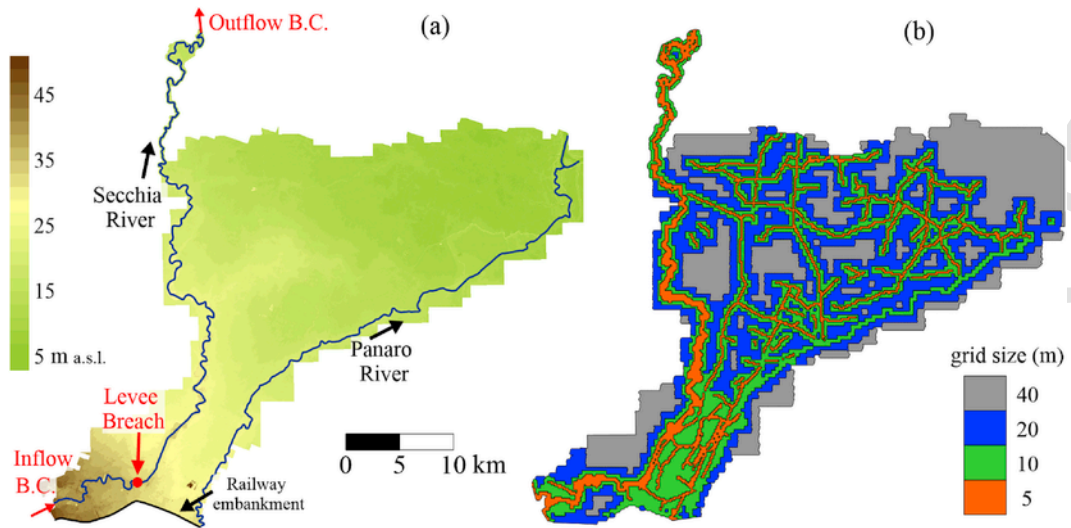 Outflow B.C.
(a)
(b)
45
35
25
15
5 m a.s.l.
Secchia
River
Panaro
River
Levee
Breach
Inflow
B.C.
Railway
embankment
0 5 10 km
grid size (m)
40
20
10
5